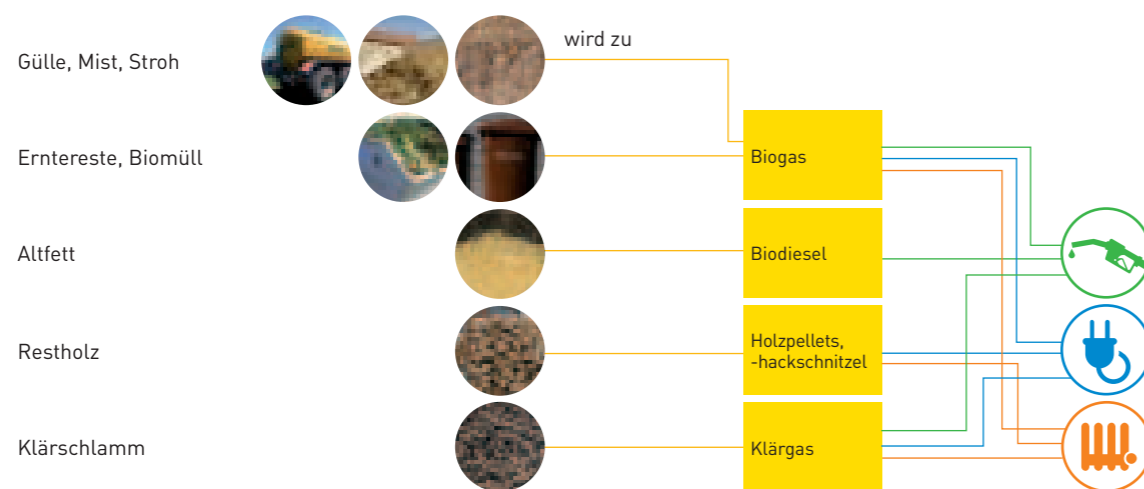 Gülle, Mist, Stroh
wird zu
Erntereste, Biomüll
Biogas
Altfett
Biodiesel
Restholz
Holzpellets,
-hackschnitzel
Klärschlamm
Klärgas